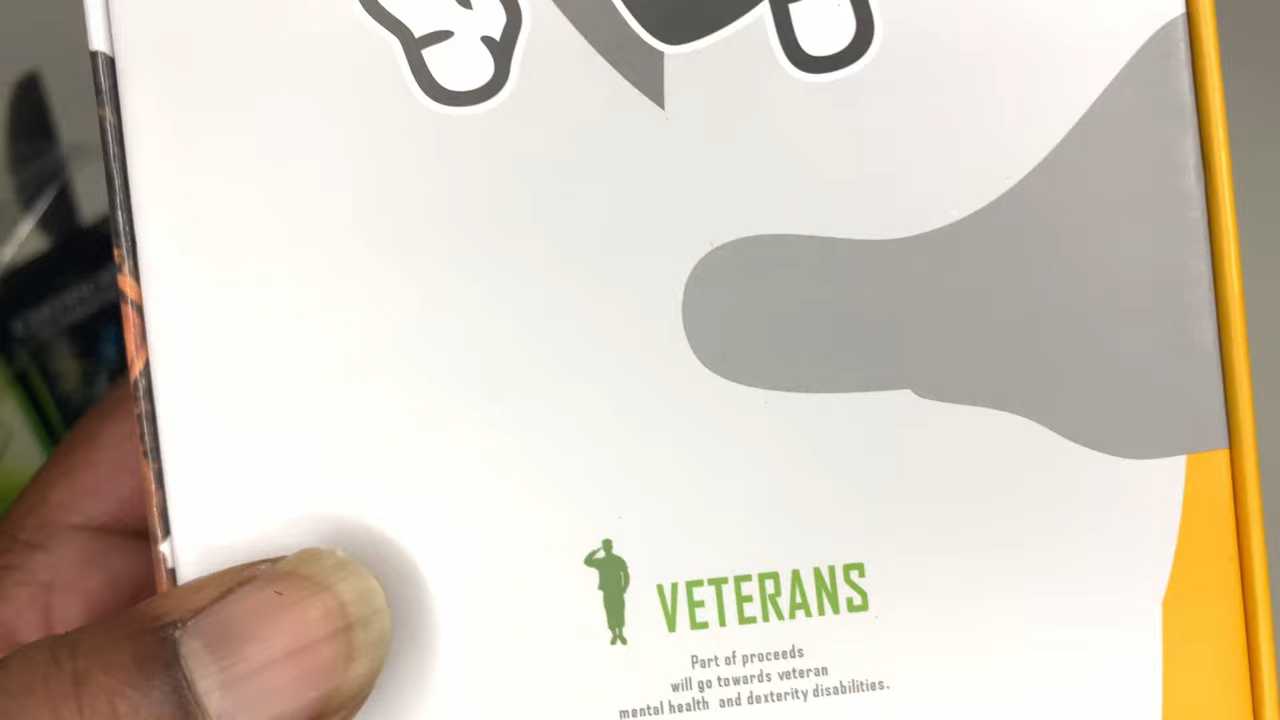 VETERANS
Part of proceeds
will go towards veteran
mental health and dexterity disabilities.